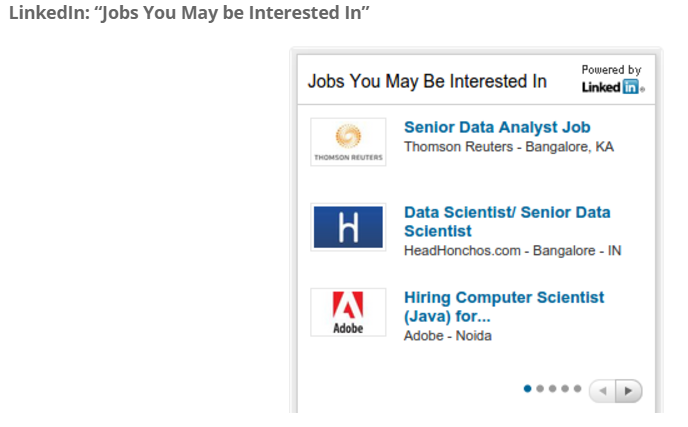 LinkedIn: “Jobs You May be Interested In”
Jobs You May Be Interested In
Powered by
Linked in
THOMSON REUTERS
Senior Data Analyst Job
Thomson Reuters - Bangalore, KA
H
Data Scientist/ Senior Data
Scientist
HeadHonchos.com - Bangalore - IN
Adobe
Hiring Computer Scientist
(Java) for...
Adobe - Noida